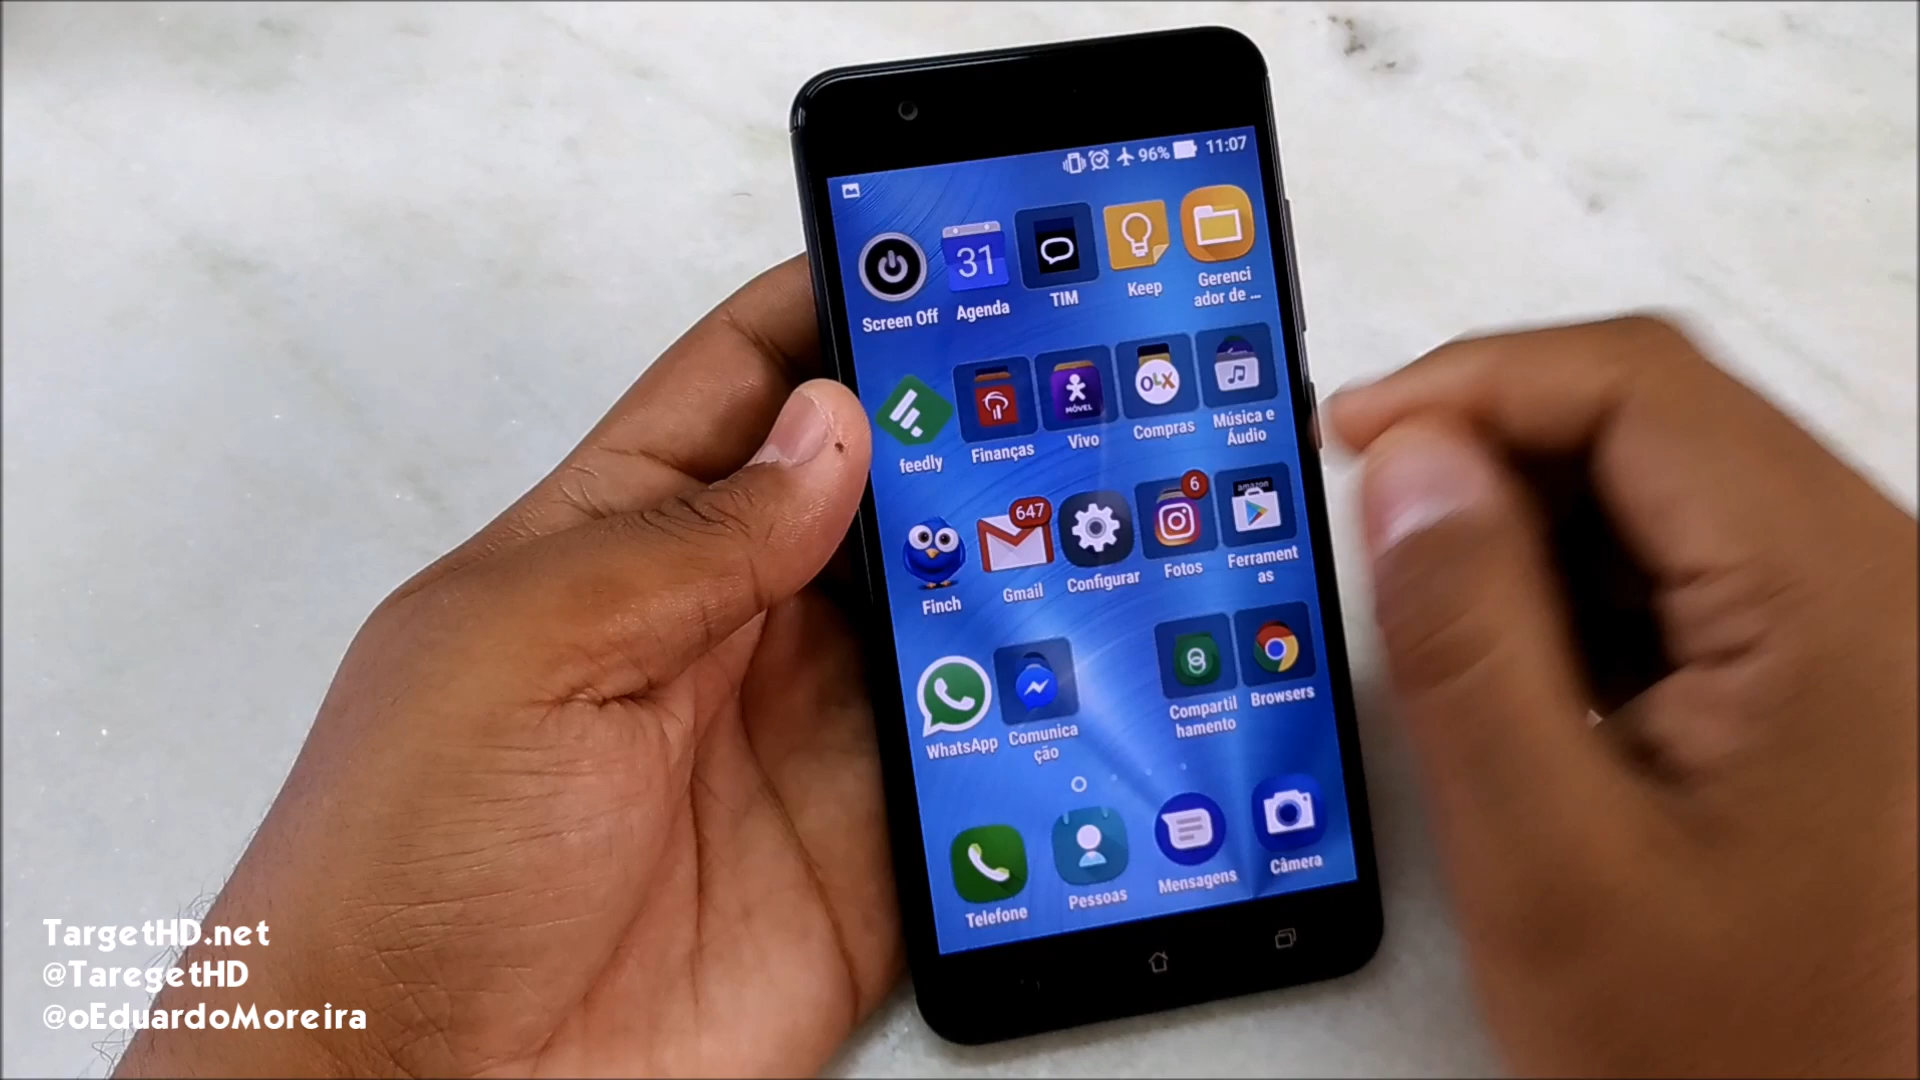 96% 11:07
31
Screen Off
Agenda
TIM
Keep
Gerenci
ador de ...
feedly
Finanças
MÓVEL
Vivo
OLX
Compras
Música e
Áudio
Finch
647
Gmail
Configurar
6
Fotos
amazon
Ferrament
as
WhatsApp
Comunica
ção
Compartil
hamento
Browsers
Telefone
Pessoas
Mensagens
Câmera
TargetHD.net
@TaregetHD
@oEduardoMoreira